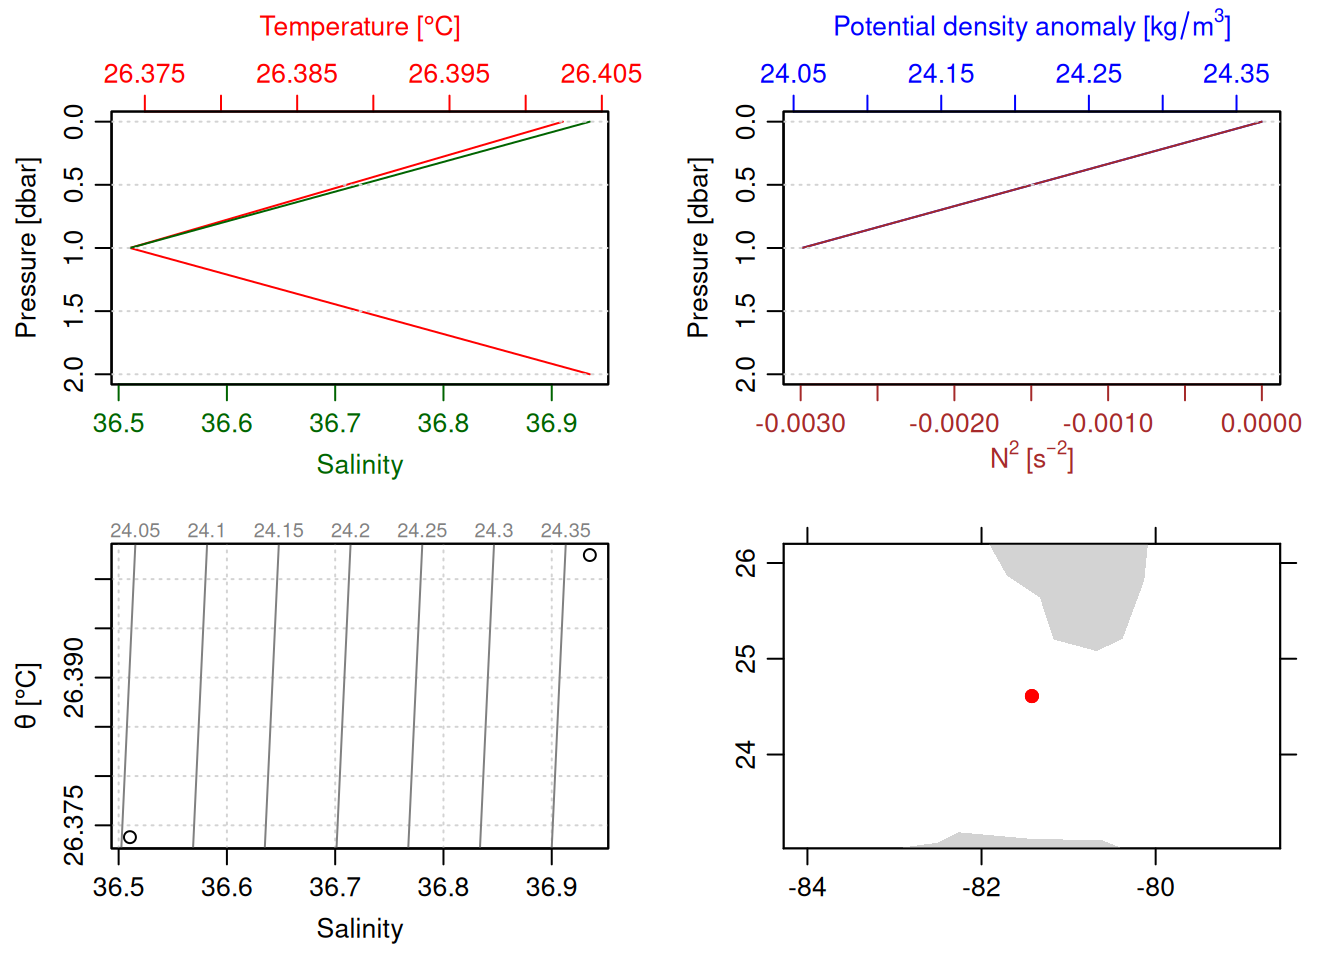 Temperature [°C]
26.375 26.385 26.395 26.405
Pressure [dbar]
0.0 0.5 1.0 1.5 2.0
36.5 36.6 36.7 36.8 36.9
Salinity
Potential density anomaly [kg/m³]
24.05 24.15 24.25 24.35
Pressure [dbar]
0.0 0.5 1.0 1.5 2.0
-0.0030 -0.0020 -0.0010 0.0000
N² [s⁻²]
24.05 24.1 24.15 24.2 24.25 24.3 24.35
θ [°C]
26.375 26.390
36.5 36.6 36.7 36.8 36.9
Salinity
26
25
24
-84 -82 -80